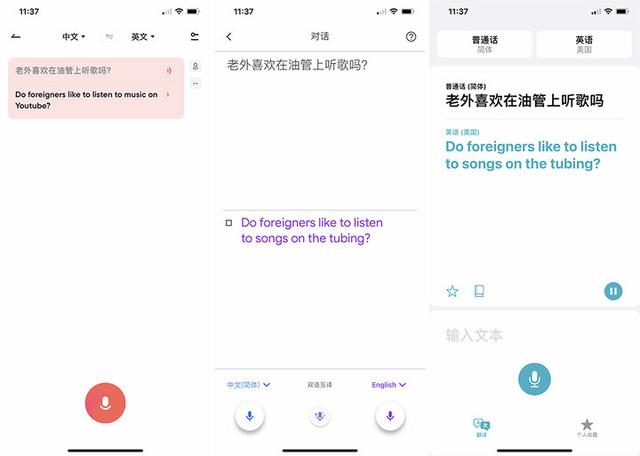 11:37
中文 英文
老外喜欢在油管上听歌吗?
Do foreigners like to listen to music on
Youtube?
11:37
对话
老外喜欢在油管上听歌吗?
Do foreigners like to listen
to songs on the tubing?
中文(简体) 双语互译 English
11:37
普通话 英语
简体 美国
普通话 (简体)
老外喜欢在油管上听歌吗
英语 (美国)
Do foreigners like to listen
to songs on the tubing?
输入文本
翻译 个人收藏